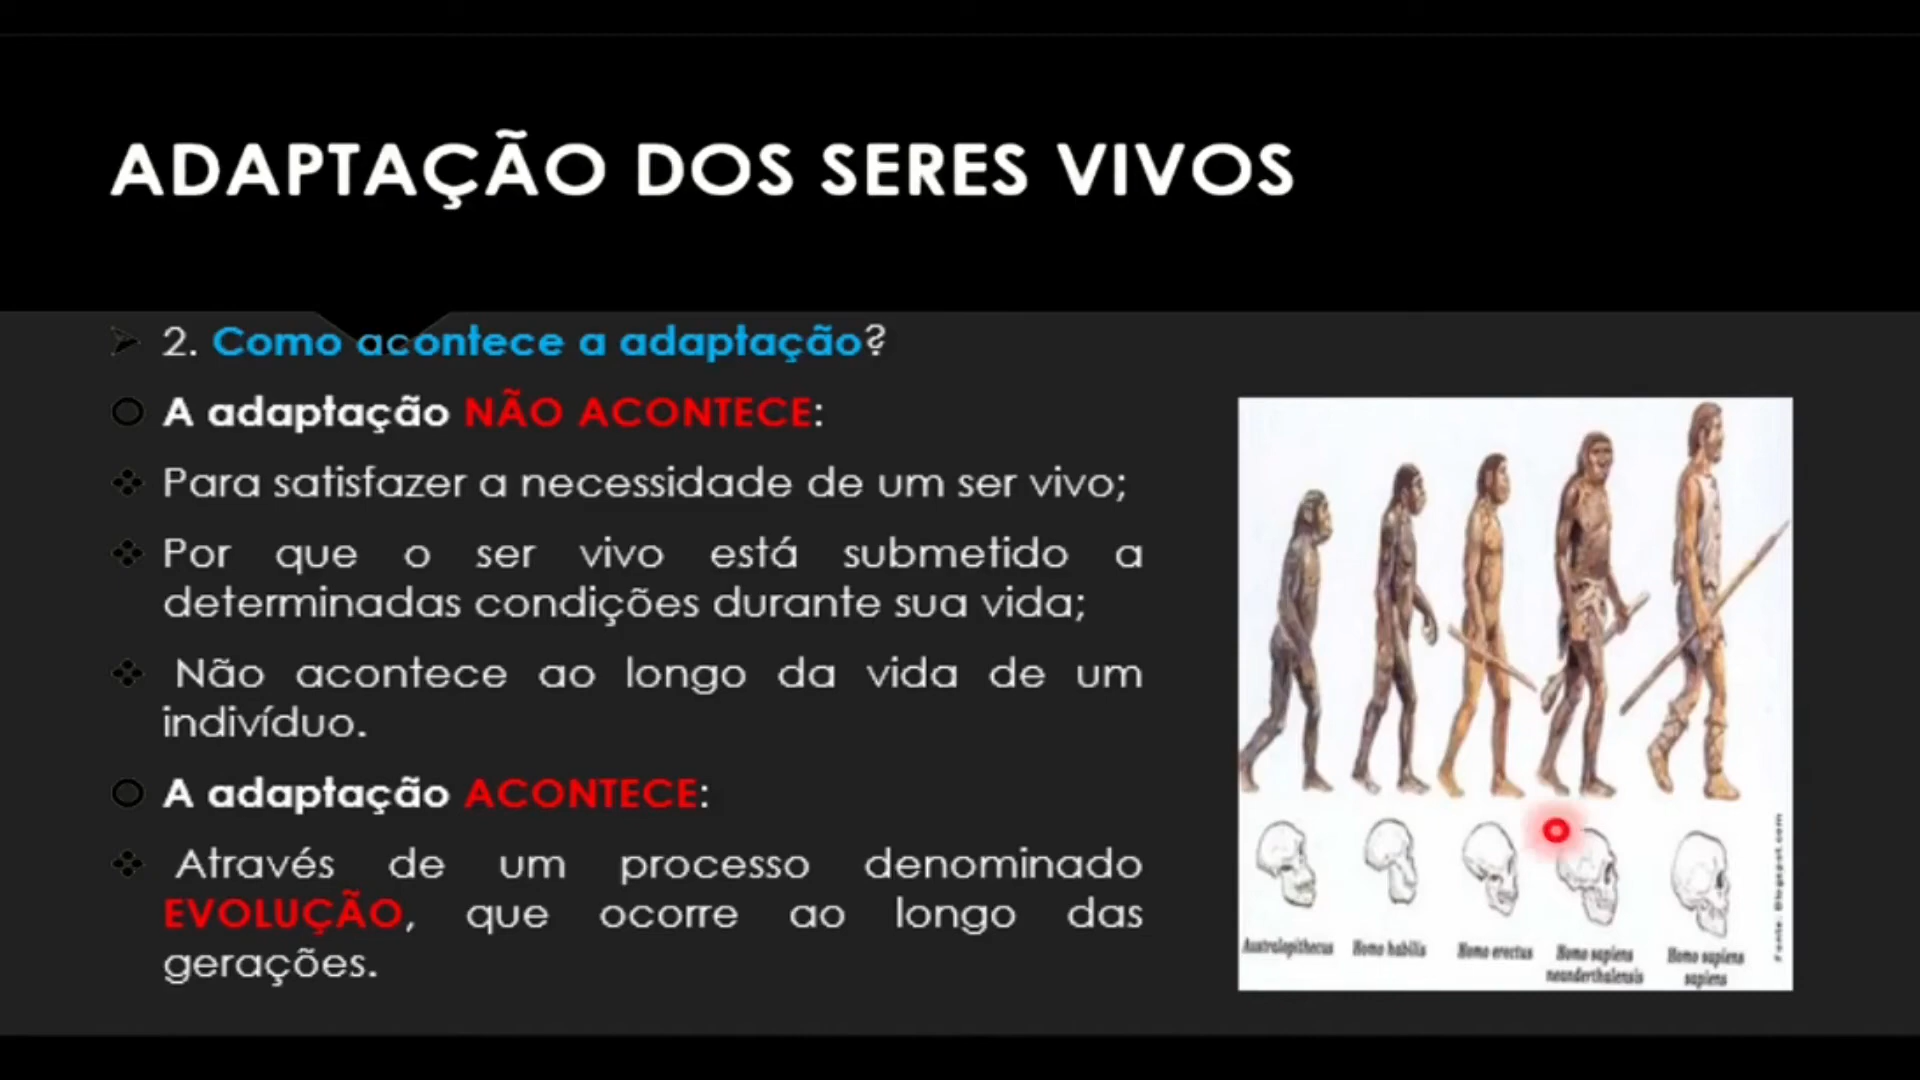 ADAPTAÇÃO DOS SERES VIVOS
2. Como acontece a adaptação?
A adaptação NÃO ACONTECE:
Para satisfazer a necessidade de um ser vivo;
Por que o ser vivo está submetido a
determinadas condições durante sua vida;
Não acontece ao longo da vida de um
indivíduo.
A adaptação ACONTECE:
Através de um processo denominado
EVOLUÇÃO, que ocorre ao longo das
gerações.
Australopithecus
Homo habilis
Homo erectus
Homo sapiens
neanderthalensis
Homo sapiens
sapiens
Fonte: Blogspot.com